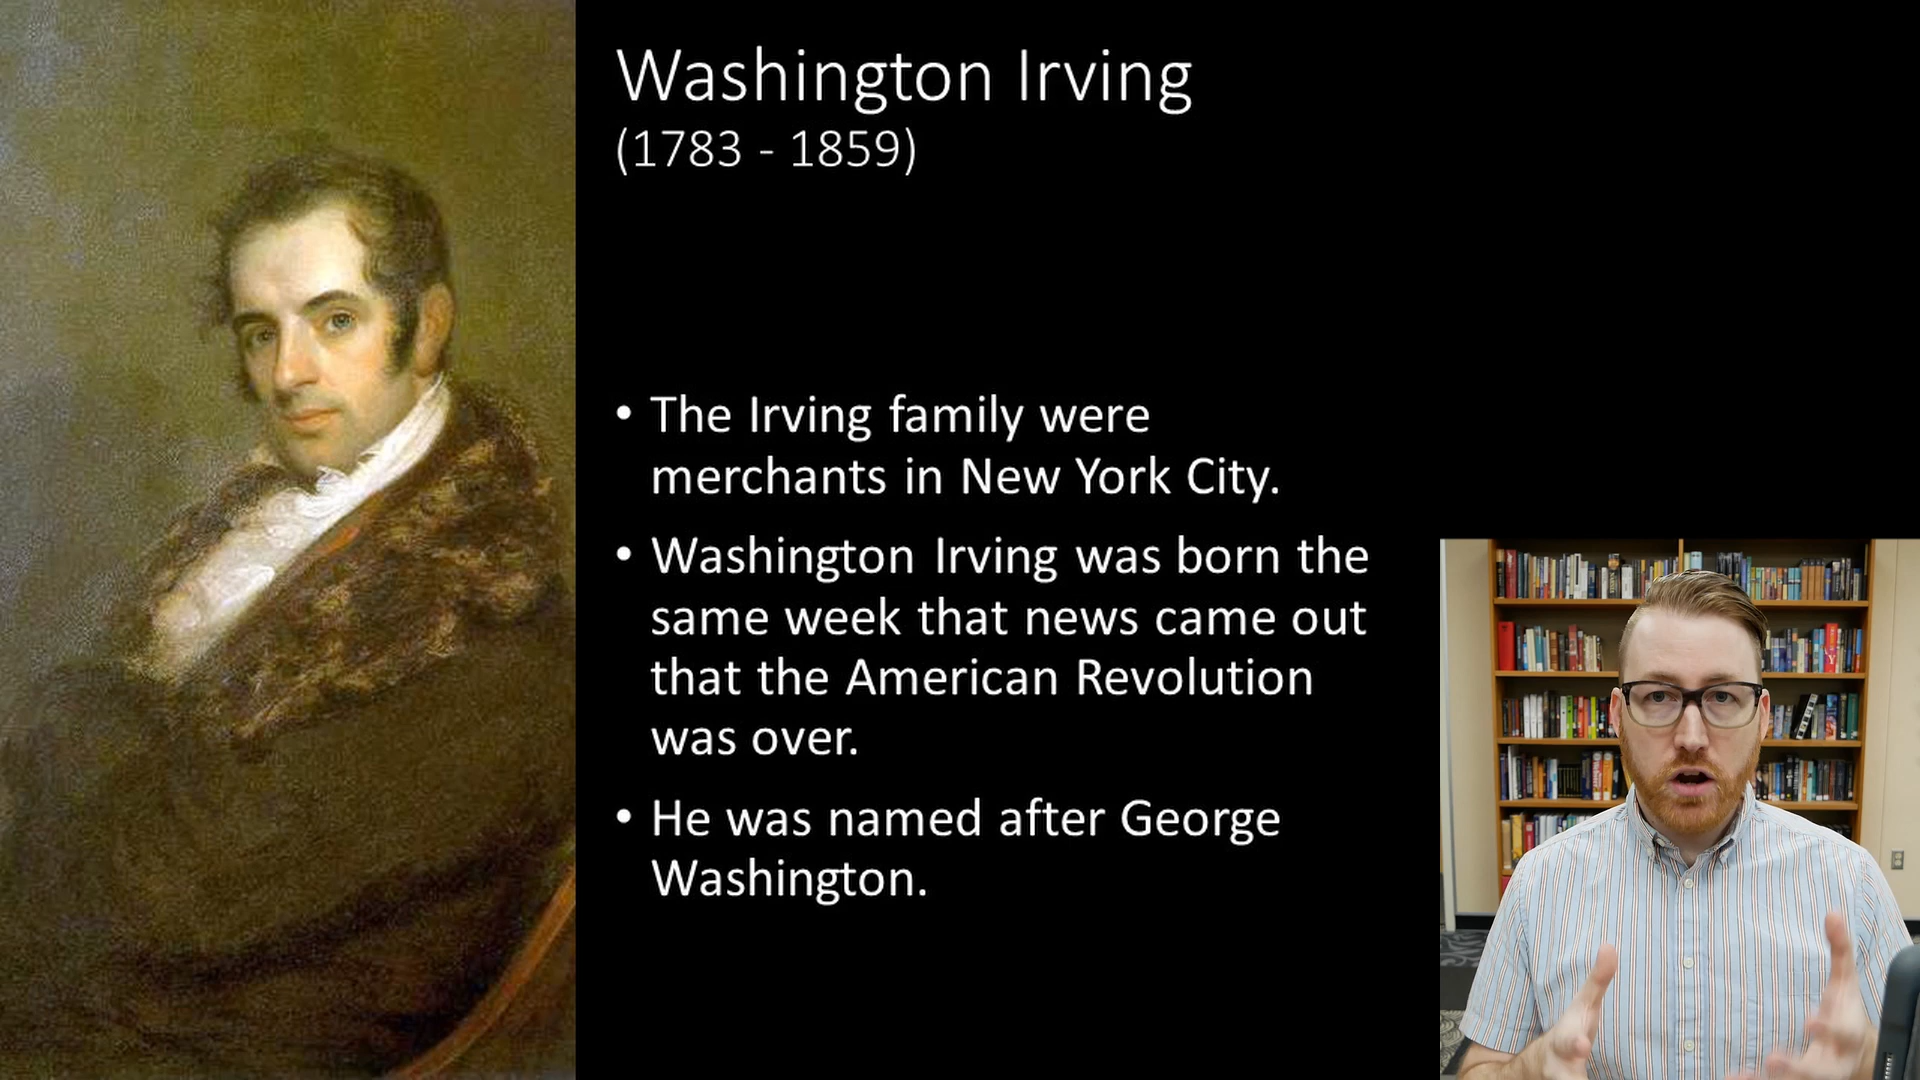 Washington Irving
(1783 - 1859)
• The Irving family were
merchants in New York City.
• Washington Irving was born the
same week that news came out
that the American Revolution
was over.
• He was named after George
Washington.